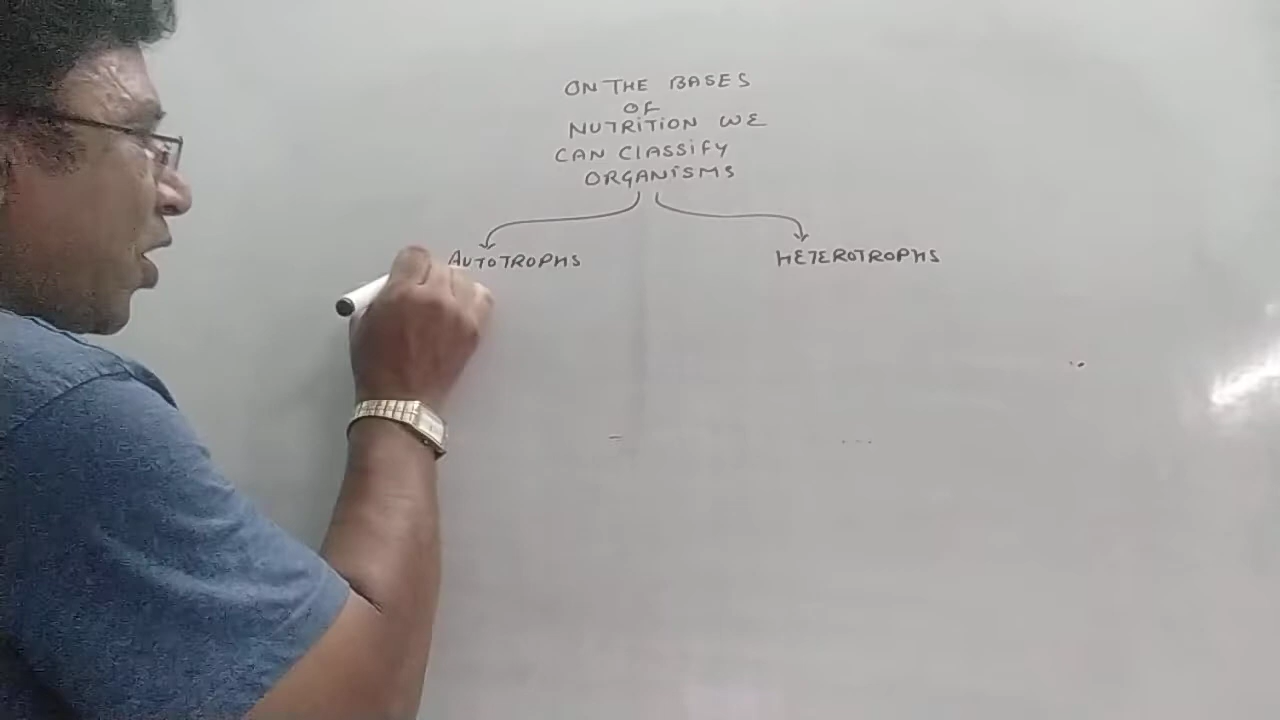 ON THE BASES
OF
NUTRITION WE
CAN CLASSIFY
ORGANISMS
AUTOTROPHS
HETEROTROPHS